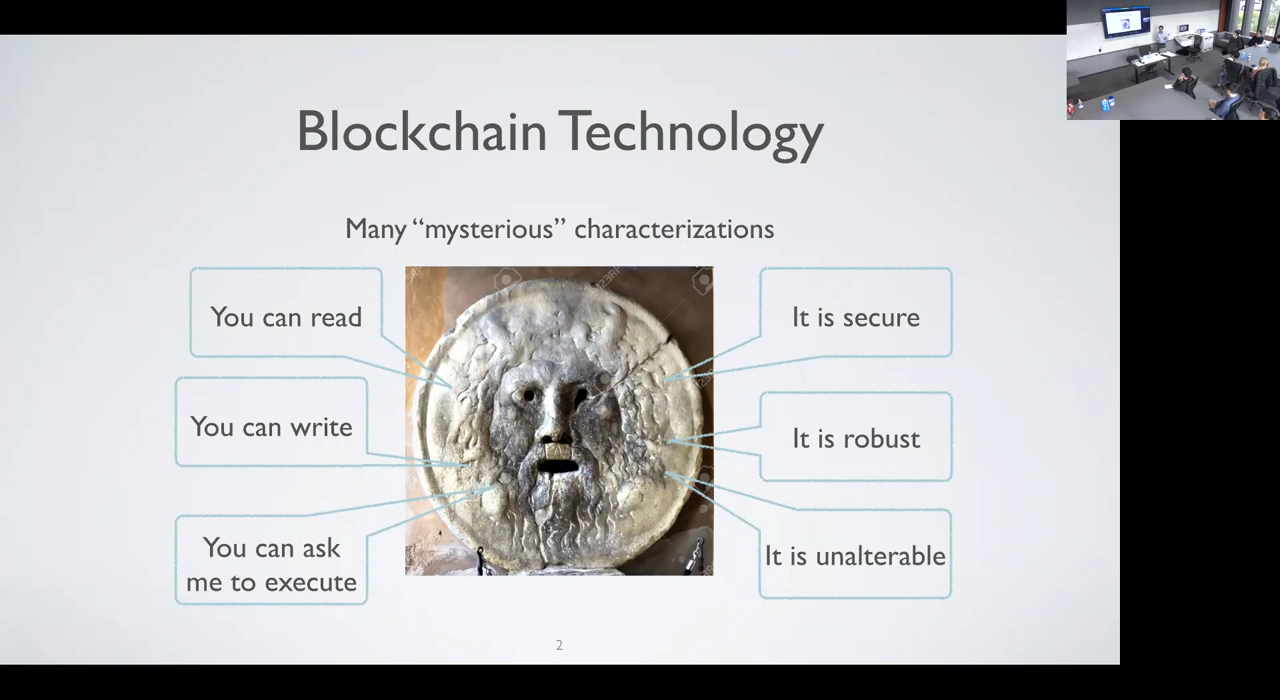 Blockchain Technology
Many “mysterious” characterizations
You can read
You can write
You can ask
me to execute
It is secure
It is robust
It is unalterable
2